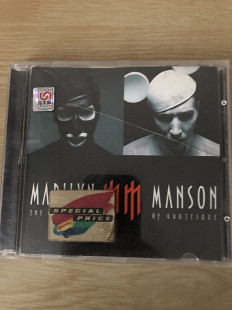 MARILYN MANSON
THE OF GROTESQUE
SPECIAL
PRICE